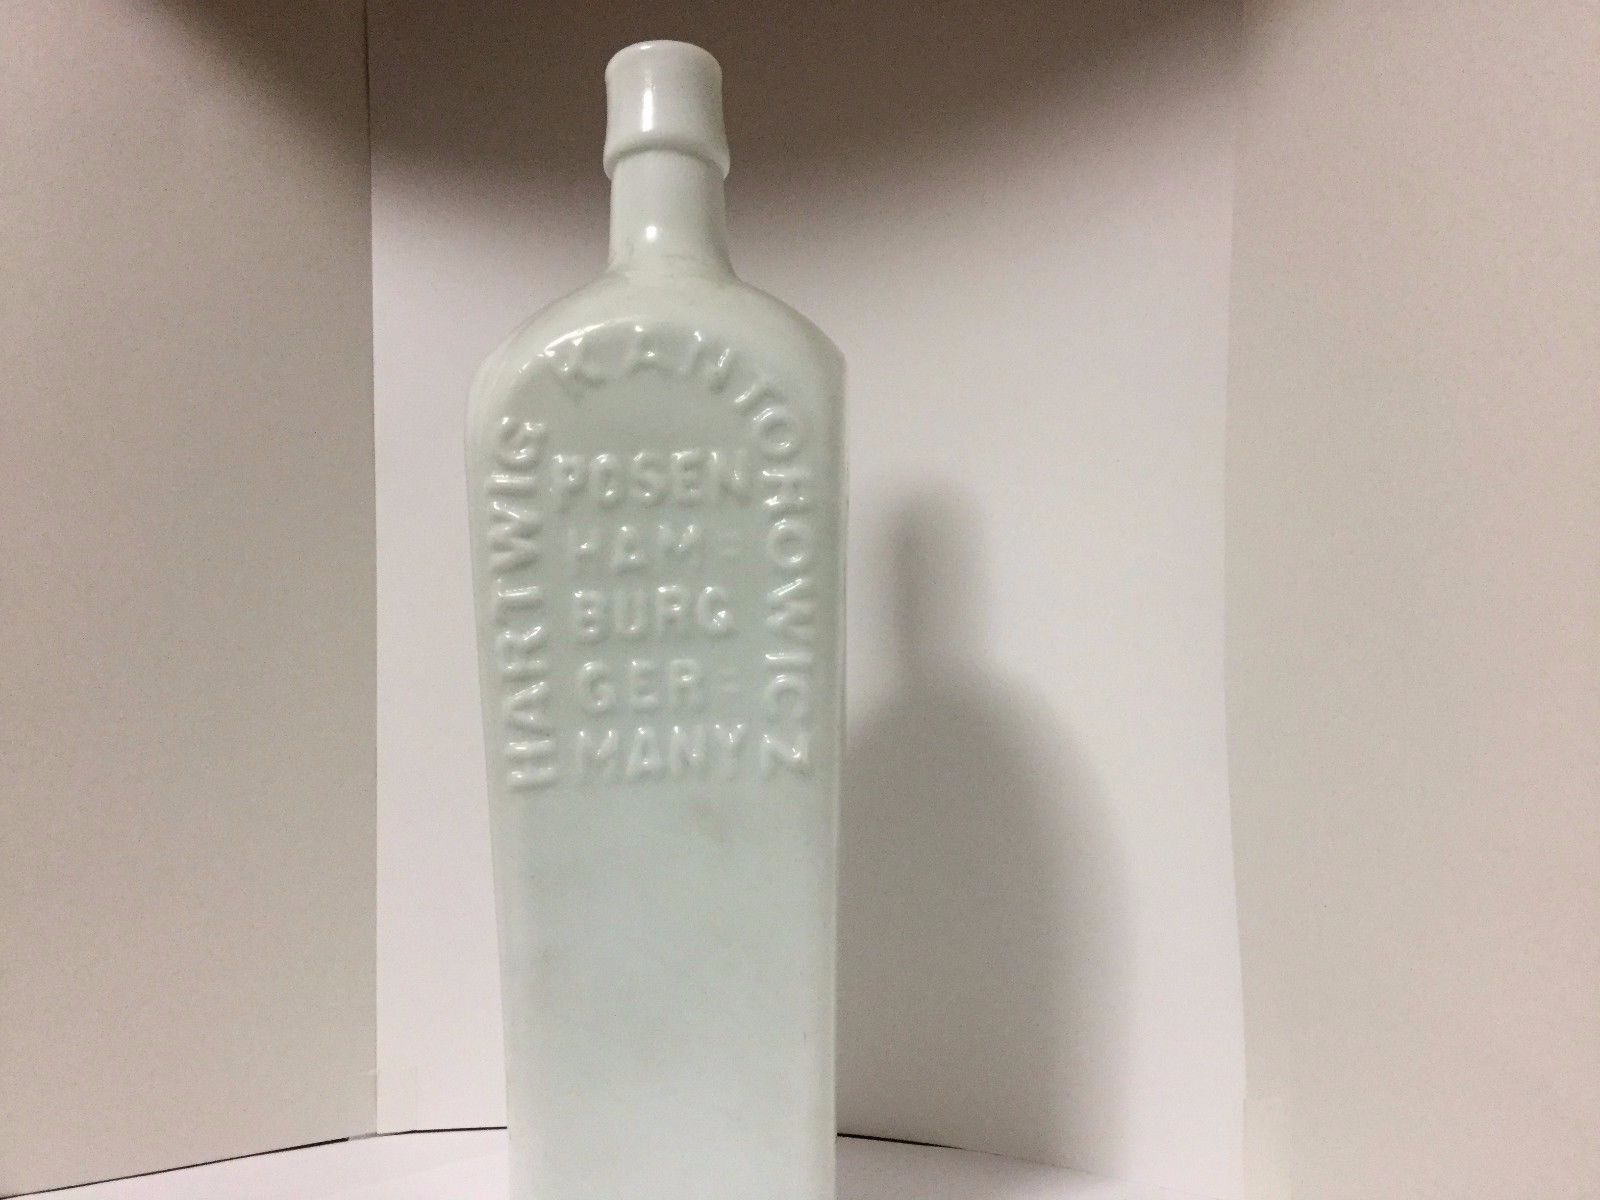 HARTWIG KANTOROWICZ
POSEN
HAM=
BURG
GER=
MANY